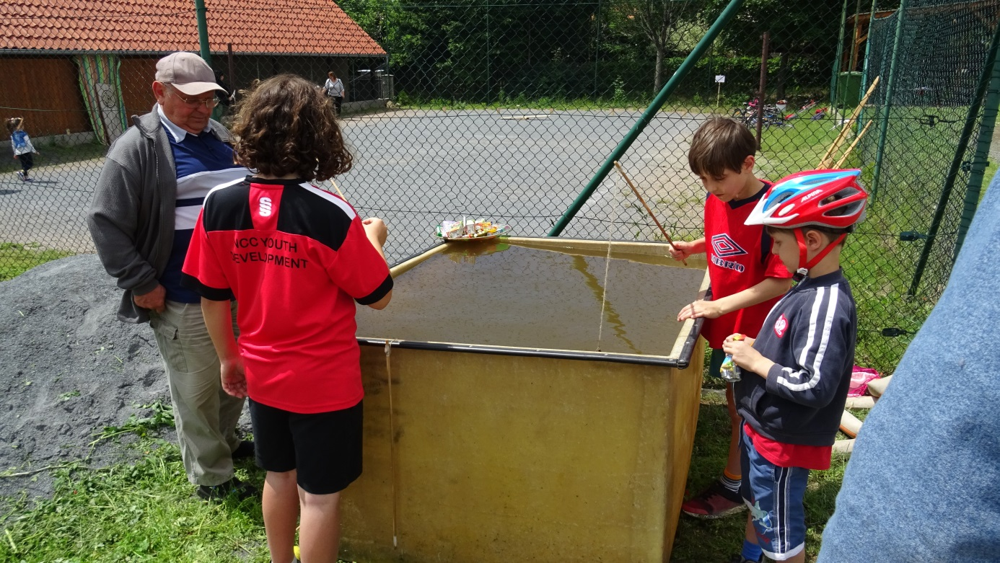 NCC YOUTH
DEVELOPMENT
UMBRO
ALPINA